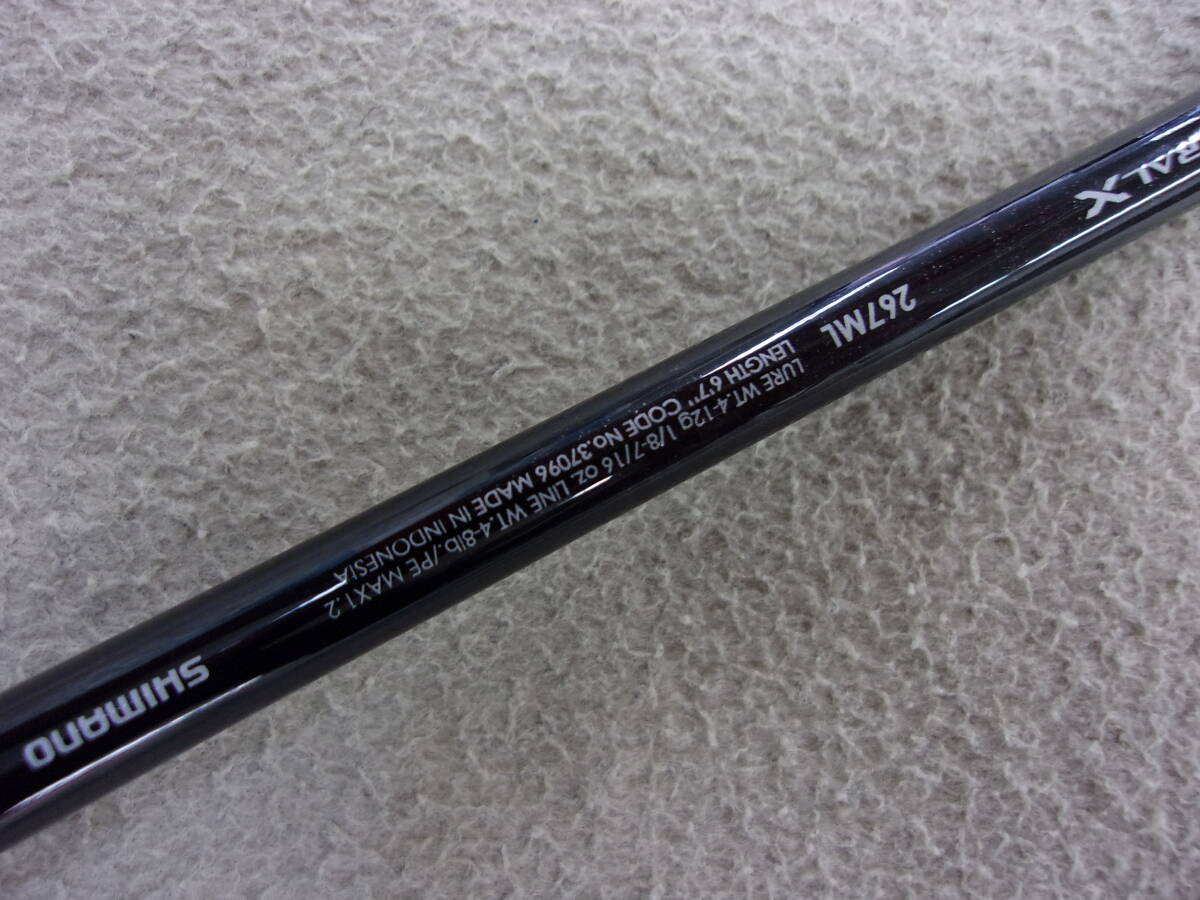 RAL X
267ML
LENGTH 6'7" CODE No.37096 MADE IN INDONESIA
LURE WT.4-12g 1/8-7/16 oz. LINE WT.4-8lb./PE MAX1.2
SHIMANO